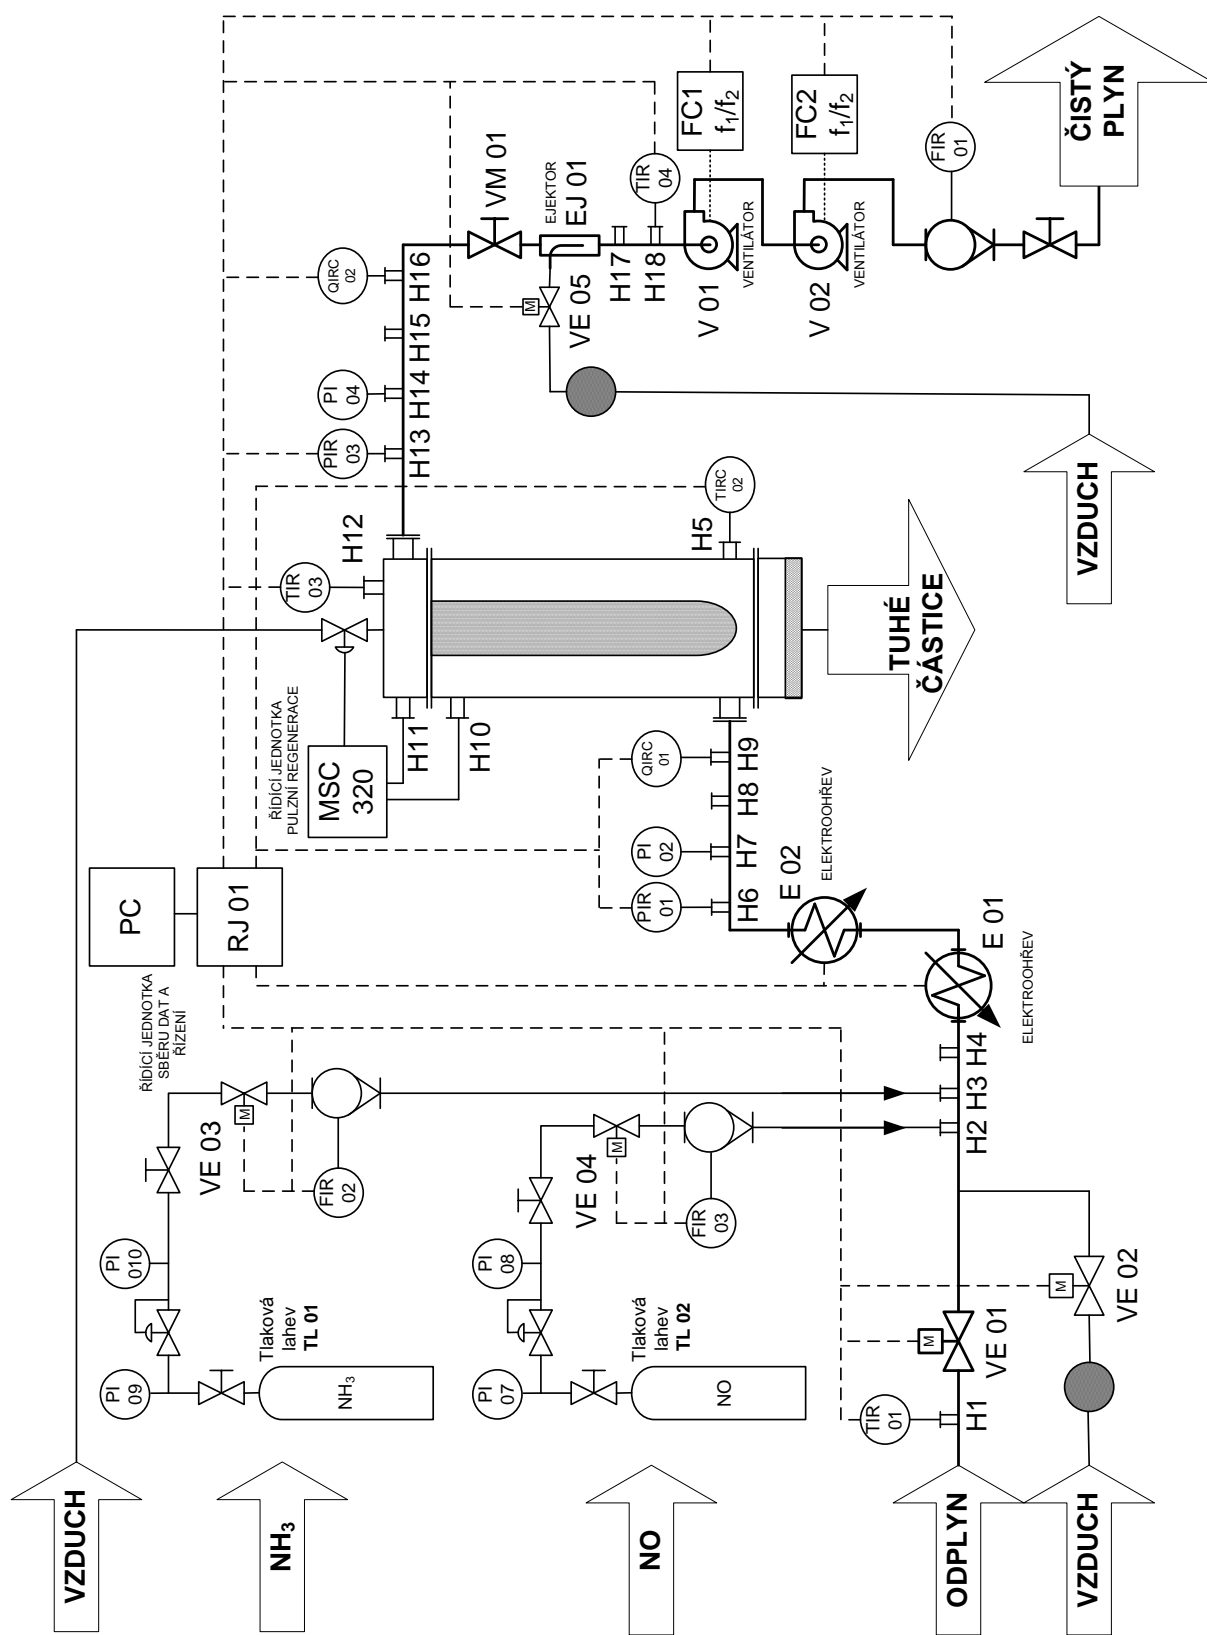 ČISTÝ
PLYN
FC1
f₁/f₂
FC2
f₁/f₂
FIR
01
VM 01
EJEKTOR
EJ 01
TIR
04
QIRC
02
H16
H15
PI
04
H14
PIR
03
H13
M
VE 05
H17
H18
V 01
VENTILÁTOR
V 02
VENTILÁTOR
VZDUCH
TIRC
02
H5
H12
TIR
03
TUHÉ
ČÁSTICE
ŘÍDÍCÍ JEDNOTKA
PULZNÍ REGENERACE
MSC
320
H11
H10
QIRC
01
H9
H8
PI
02
H7
PIR
01
H6
E 02
ELEKTROOHŘEV
E 01
ELEKTROOHŘEV
PC
RJ 01
ŘÍDÍCÍ JEDNOTKA
SBĚRU DAT A
ŘÍZENÍ
M
VE 03
FIR
02
M
VE 04
FIR
03
H4
H3
H2
PI
010
PI
09
Tlaková
lahev
TL 01
NH₃
PI
08
PI
07
Tlaková
lahev
TL 02
NO
M
VE 01
M
VE 02
TIR
01
H1
VZDUCH
NH₃
NO
ODPLYN
VZDUCH